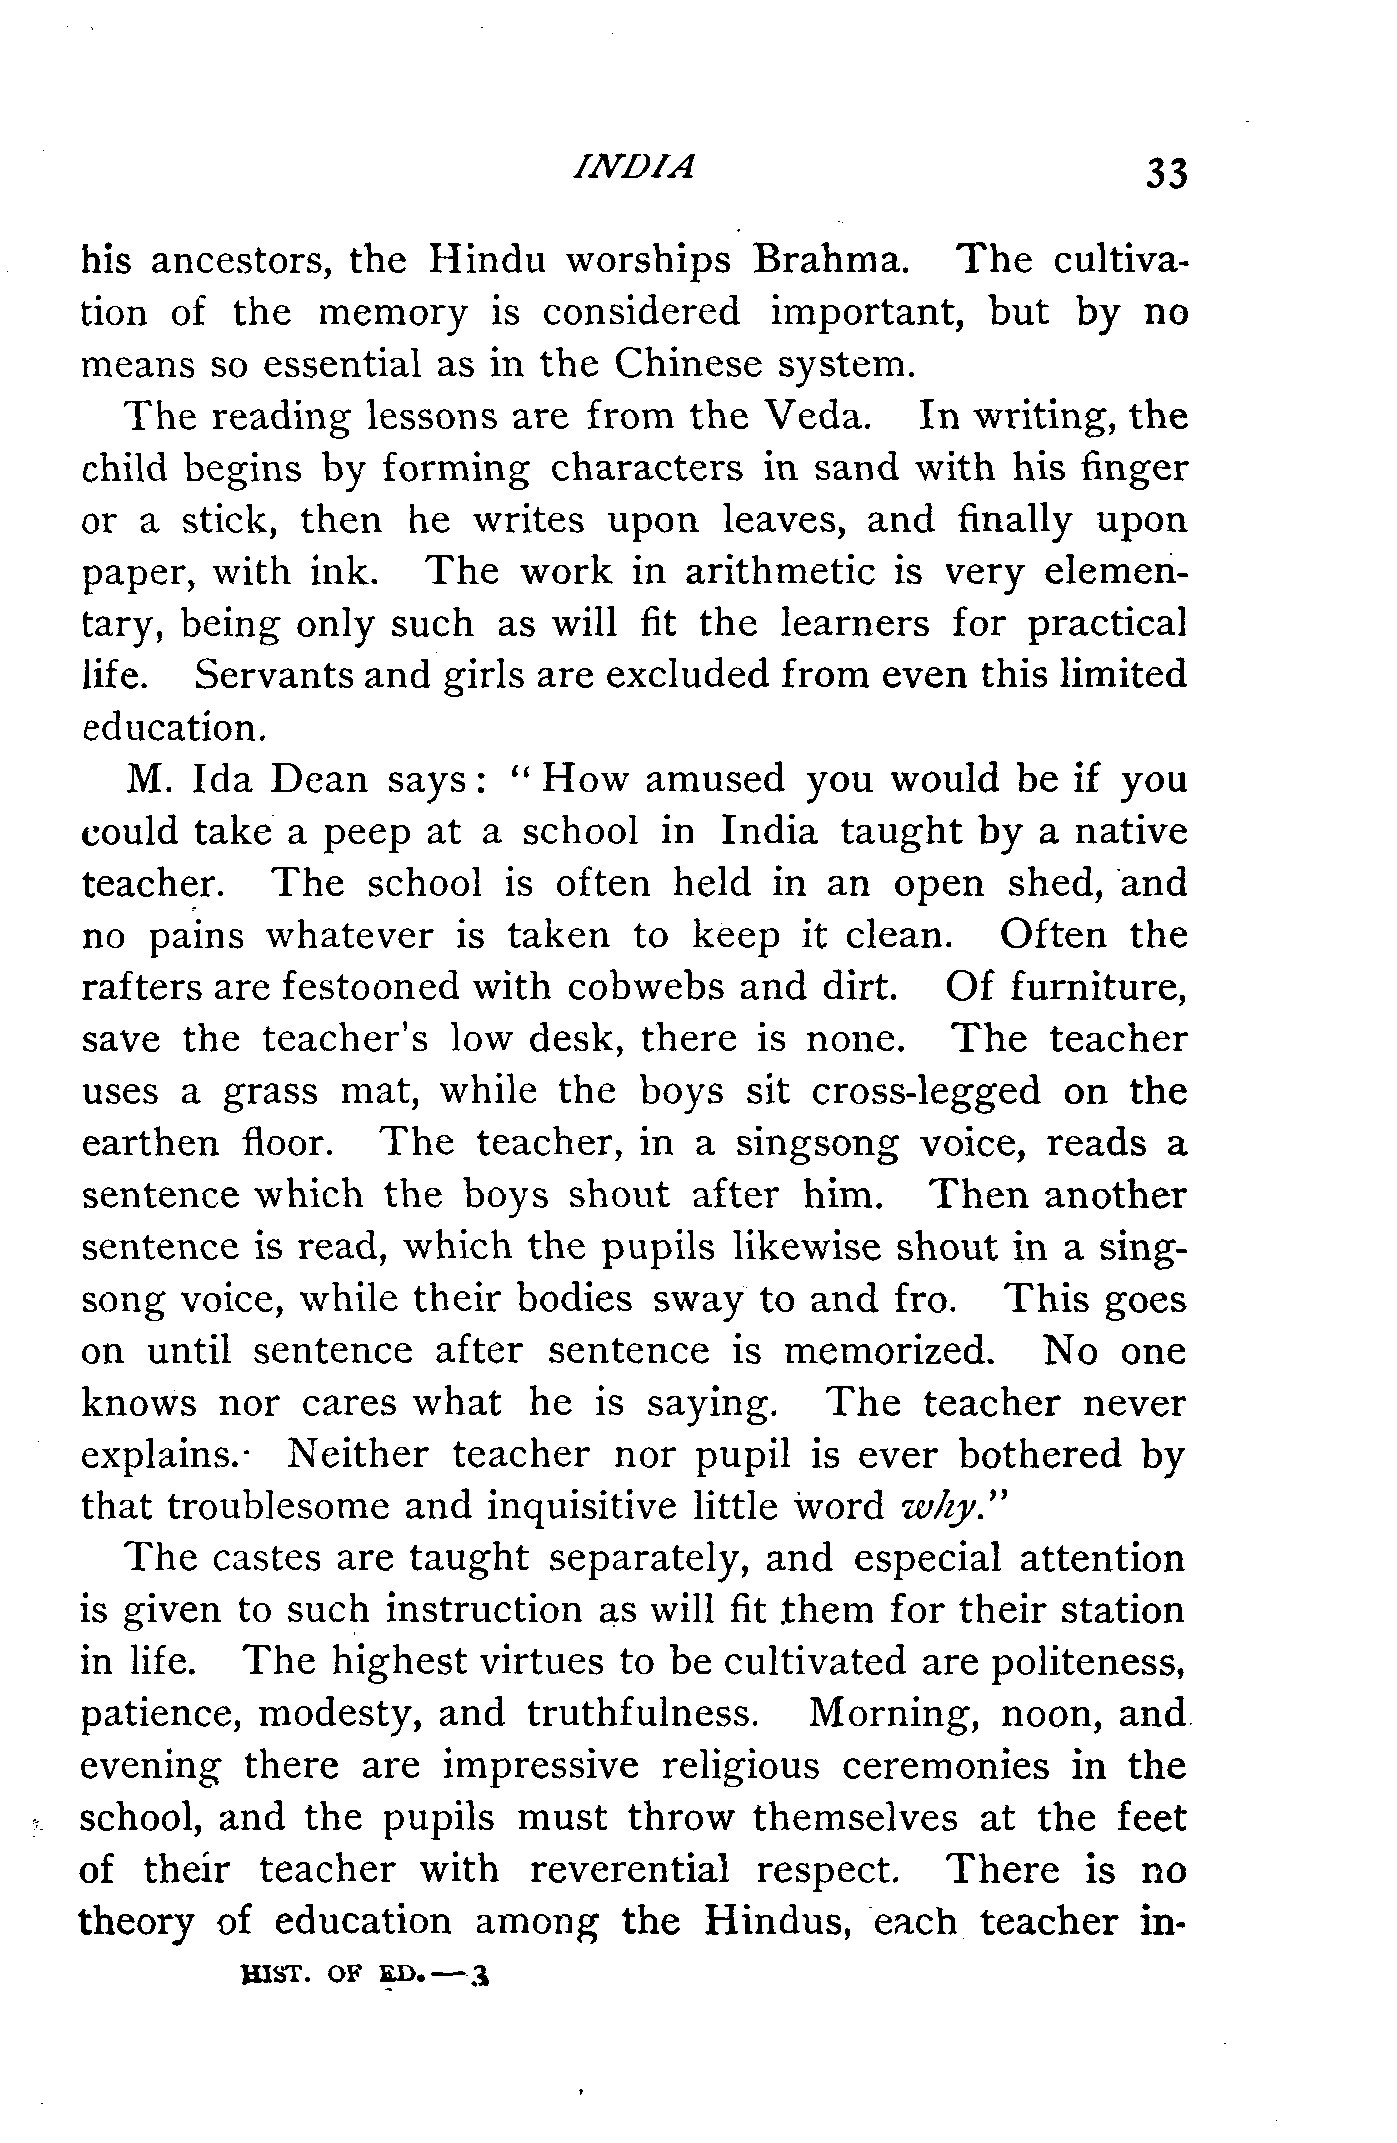 INDIA 33
his ancestors, the Hindu worships Brahma. The cultiva-
tion of the memory is considered important, but by no
means so essential as in the Chinese system.
The reading lessons are from the Veda. In writing, the
child begins by forming characters in sand with his finger
or a stick, then he writes upon leaves, and finally upon
paper, with ink. The work in arithmetic is very elemen-
tary, being only such as will fit the learners for practical
life. Servants and girls are excluded from even this limited
education.
M. Ida Dean says: "How amused you would be if you
could take a peep at a school in India taught by a native
teacher. The school is often held in an open shed, and
no pains whatever is taken to keep it clean. Often the
rafters are festooned with cobwebs and dirt. Of furniture,
save the teacher's low desk, there is none. The teacher
uses a grass mat, while the boys sit cross-legged on the
earthen floor. The teacher, in a singsong voice, reads a
sentence which the boys shout after him. Then another
sentence is read, which the pupils likewise shout in a sing-
song voice, while their bodies sway to and fro. This goes
on until sentence after sentence is memorized. No one
knows nor cares what he is saying. The teacher never
explains. Neither teacher nor pupil is ever bothered by
that troublesome and inquisitive little word why."
The castes are taught separately, and especial attention
is given to such instruction as will fit them for their station
in life. The highest virtues to be cultivated are politeness,
patience, modesty, and truthfulness. Morning, noon, and
evening there are impressive religious ceremonies in the
school, and the pupils must throw themselves at the feet
of their teacher with reverential respect. There is no
theory of education among the Hindus, each teacher in-
HIST. OF ED.—3